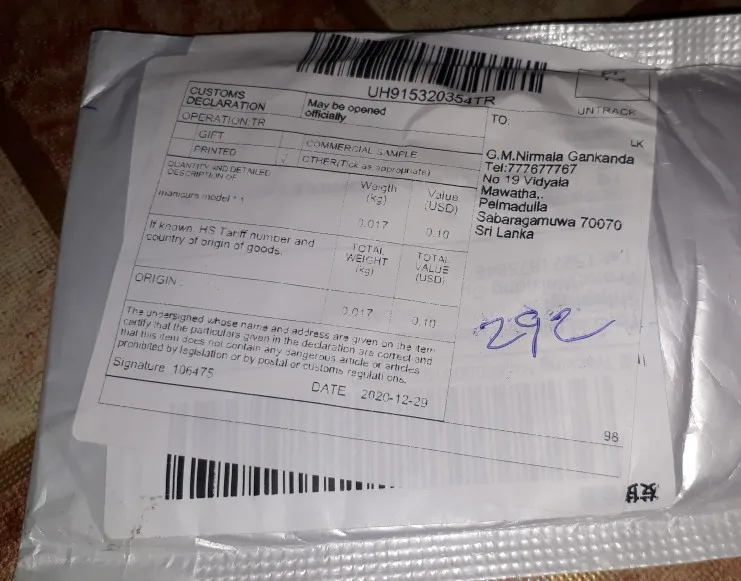 UH915320354TR
CUSTOMS
DECLARATION
May be opened
officially
OPERATION:TR
GIFT
COMMERCIAL SAMPLE
PRINTED
OTHER(Tick as appropriate)
QUANTITY AND DETAILED
DESCRIPTION OF
Weigth
(kg)
Value
(USD)
manicure model * 1
0.017
0.10
If known, HS Tariff number and
country of origin of goods.
TOTAL
WEIGHT
(kg)
TOTAL
VALUE
(USD)
ORIGIN
0.017
0.10
The undersigned whose name and address are given on the item
certify that the particulars given in the declaration are correct and
that this item does not contain any dangerous article or articles
prohibited by legislation or by postal or customs regulations.
Signature 106475
DATE 2020-12-29
TO:
UNTRACK
LK
G.M.Nirmala Gankanda
Tel:777677767
No 19 Vidyala
Mawatha,.
Pelmadulla
Sabaragamuwa 70070
Sri Lanka
292
98